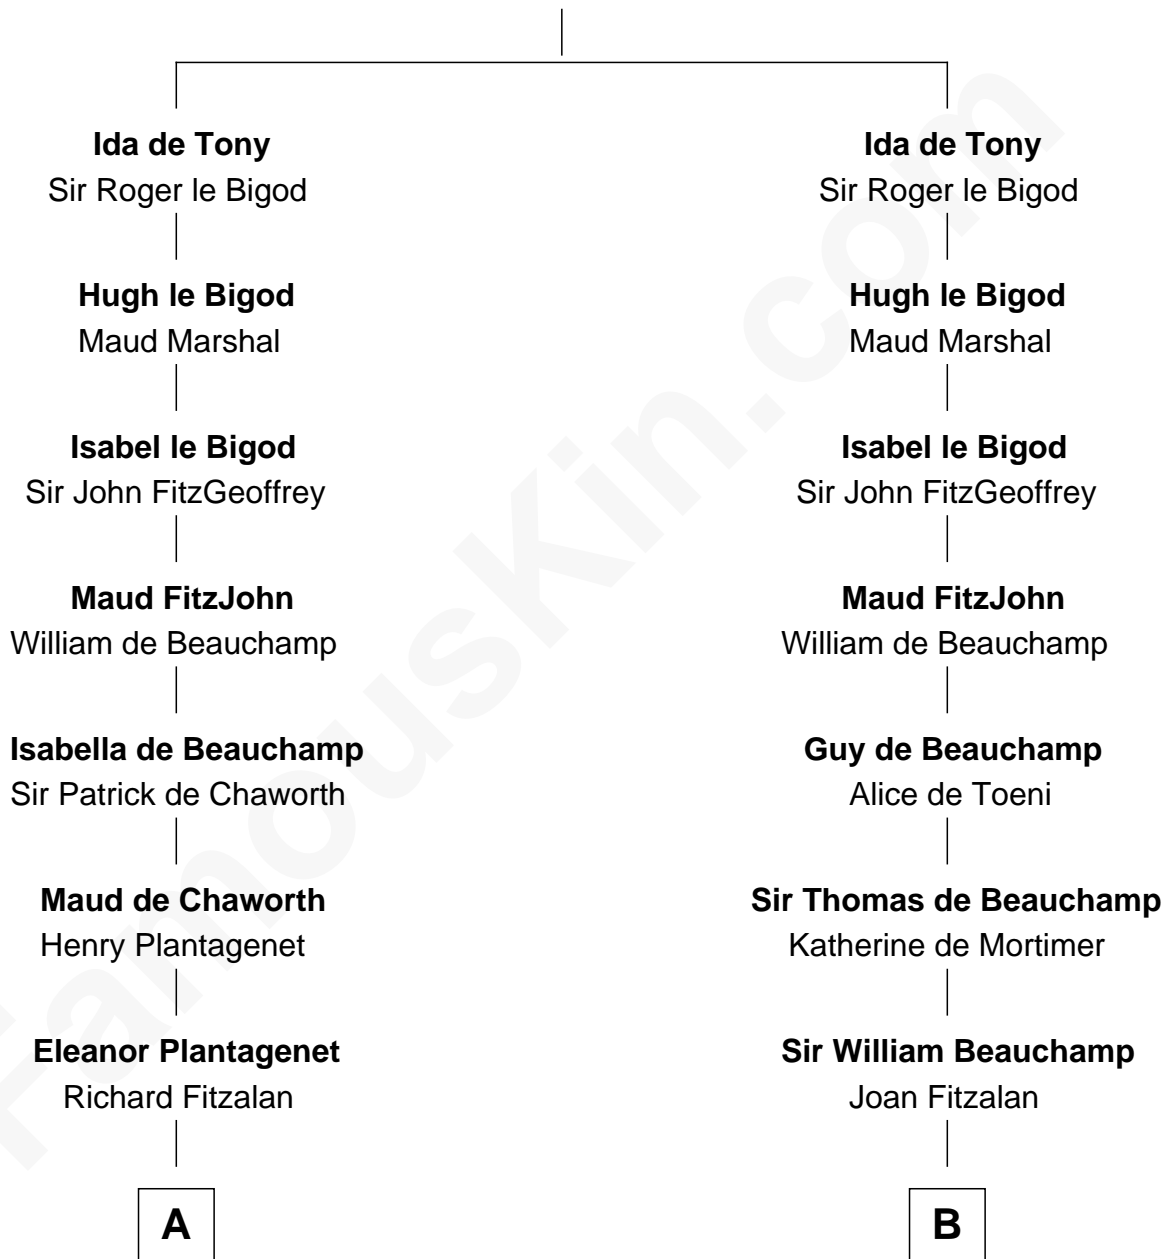 Ida de Tony
Sir Roger le Bigod
Hugh le Bigod
Maud Marshal
Isabel le Bigod
Sir John FitzGeoffrey
Maud FitzJohn
William de Beauchamp
Isabella de Beauchamp
Sir Patrick de Chaworth
Maud de Chaworth
Henry Plantagenet
Eleanor Plantagenet
Richard Fitzalan
A
Ida de Tony
Sir Roger le Bigod
Hugh le Bigod
Maud Marshal
Isabel le Bigod
Sir John FitzGeoffrey
Maud FitzJohn
William de Beauchamp
Guy de Beauchamp
Alice de Toeni
Sir Thomas de Beauchamp
Katherine de Mortimer
Sir William Beauchamp
Joan Fitzalan
B
FamousKin.com